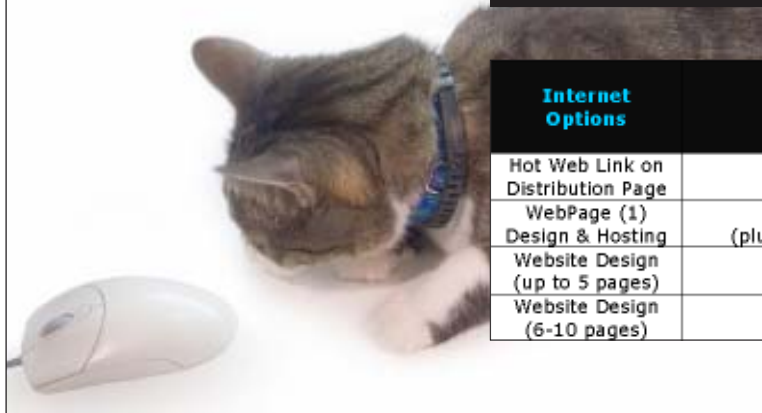 Internet
Options
Hot Web Link on
Distribution Page
WebPage (1)
Design & Hosting
(plu
Website Design
(up to 5 pages)
Website Design
(6-10 pages)